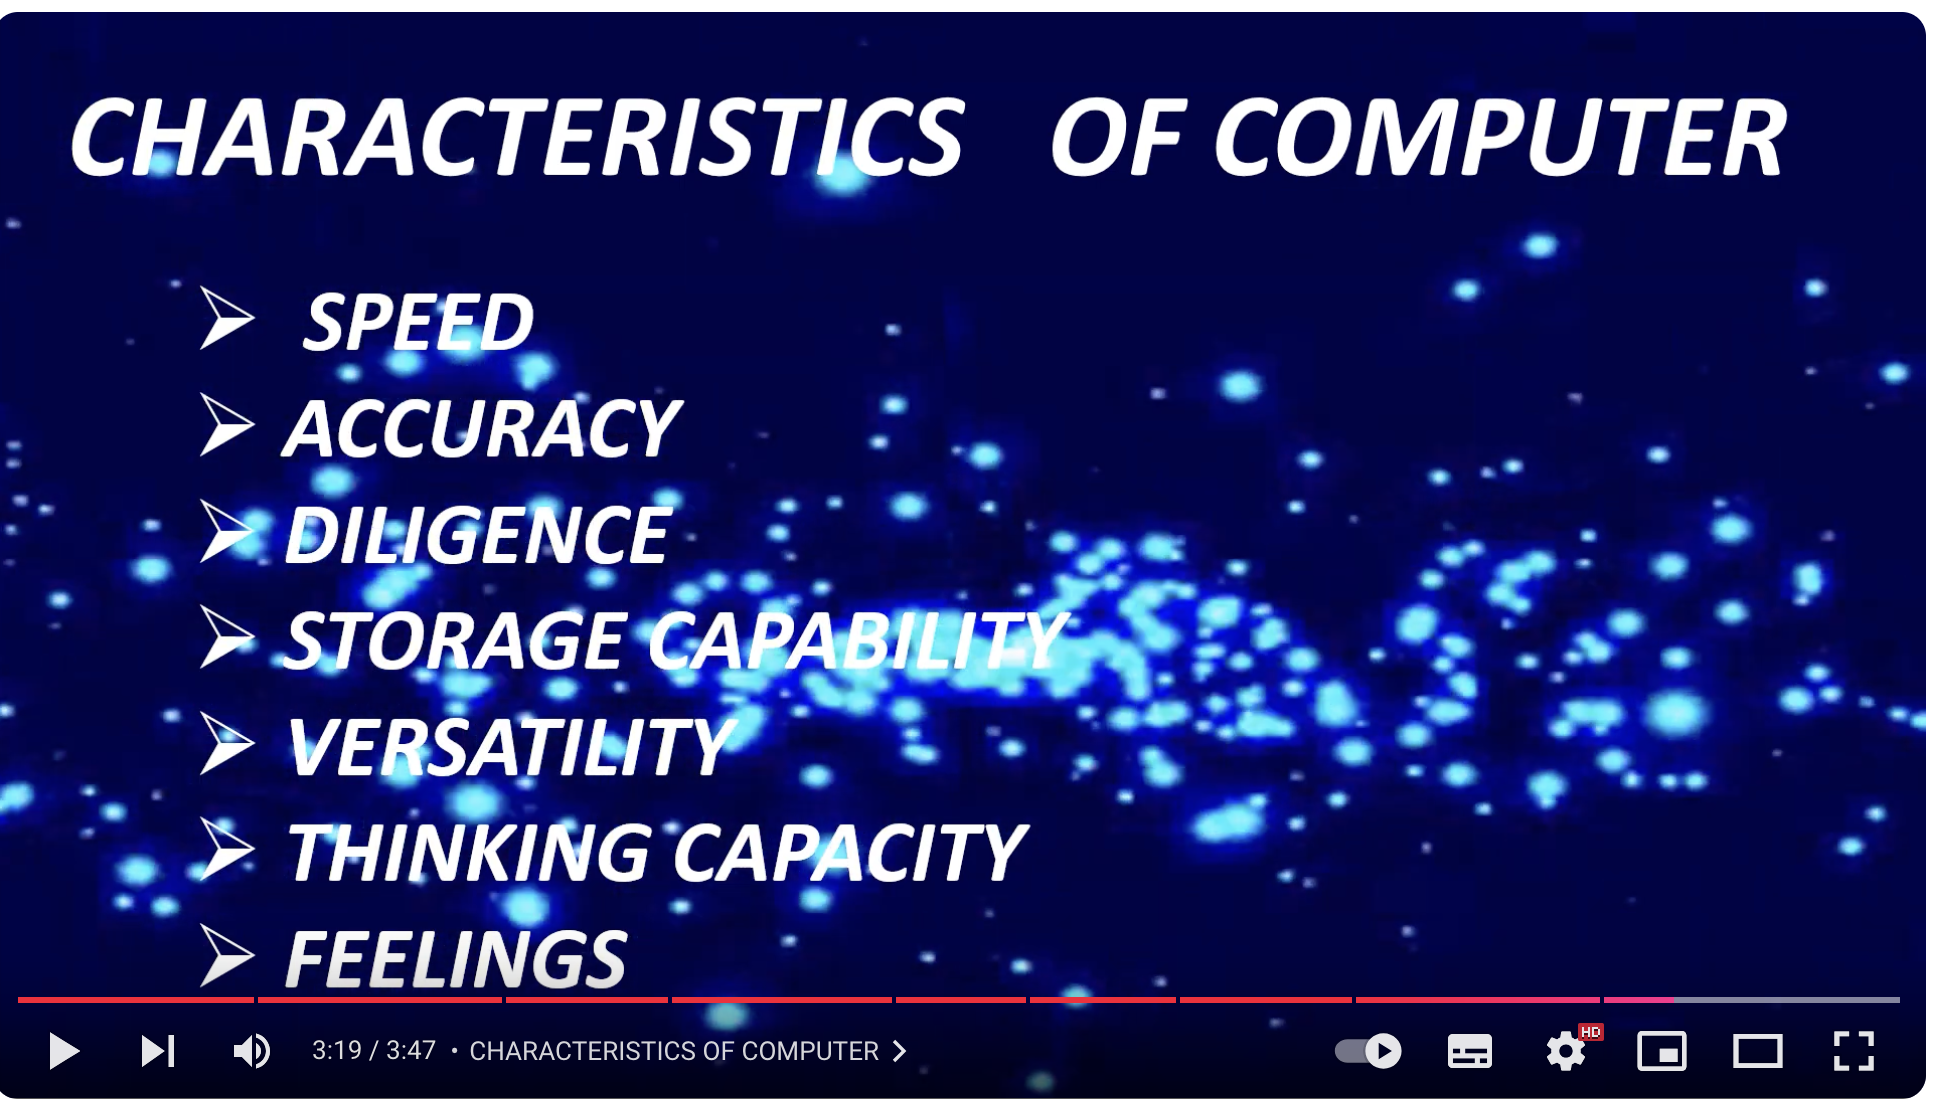 CHARACTERISTICS OF COMPUTER
➢ SPEED
➢ ACCURACY
➢ DILIGENCE
➢ STORAGE CAPABILITY
➢ VERSATILITY
➢ THINKING CAPACITY
➢ FEELINGS
3:19 / 3:47 • CHARACTERISTICS OF COMPUTER
HD